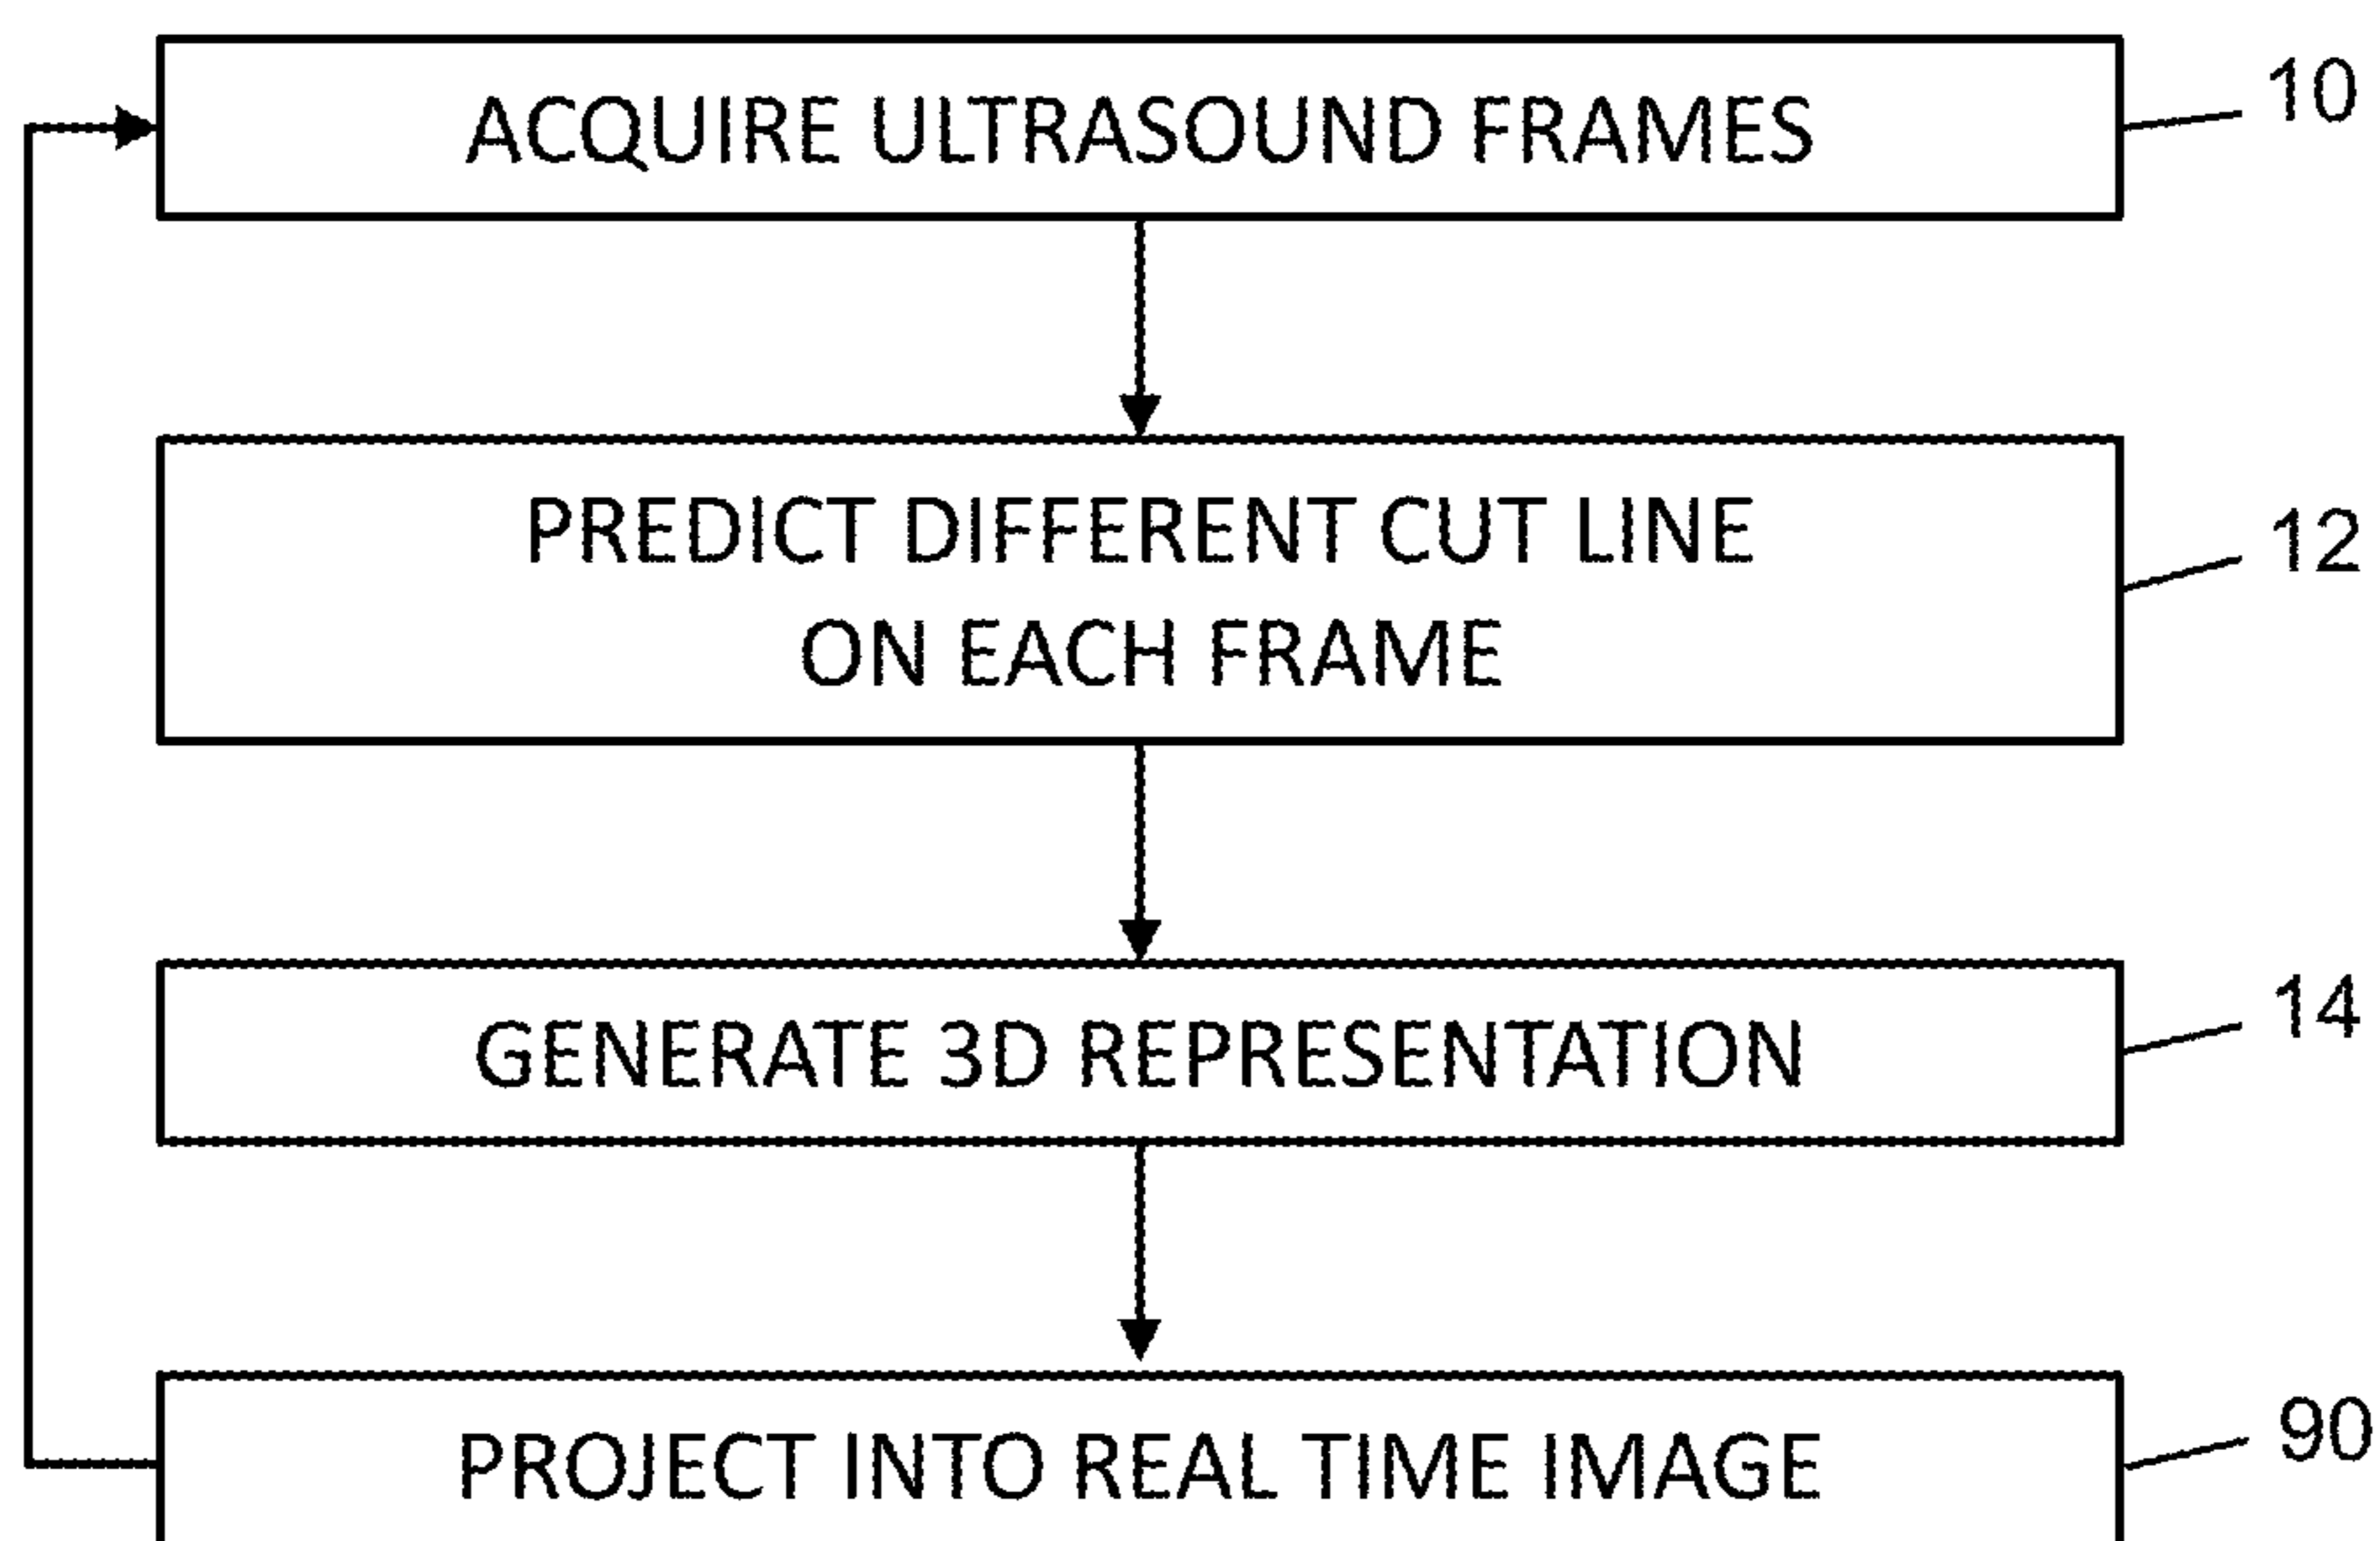 ACQUIRE ULTRASOUND FRAMES
10
PREDICT DIFFERENT CUT LINE
ON EACH FRAME
12
GENERATE 3D REPRESENTATION
14
PROJECT INTO REAL TIME IMAGE
90